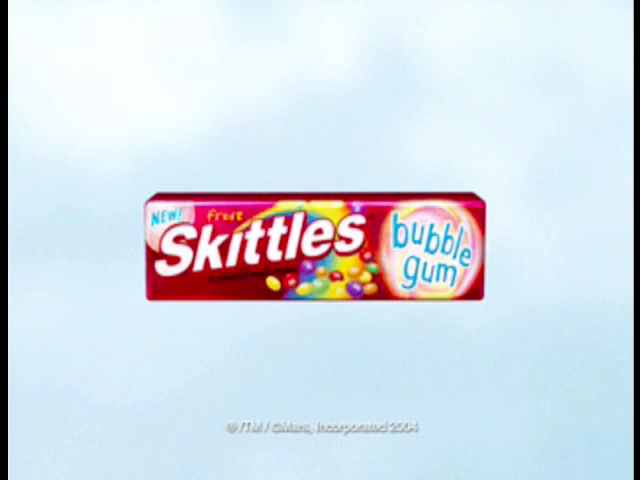 NEW!
fruit
Skittles
bubble
gum
®/TM / ©Mars, Incorporated 2004